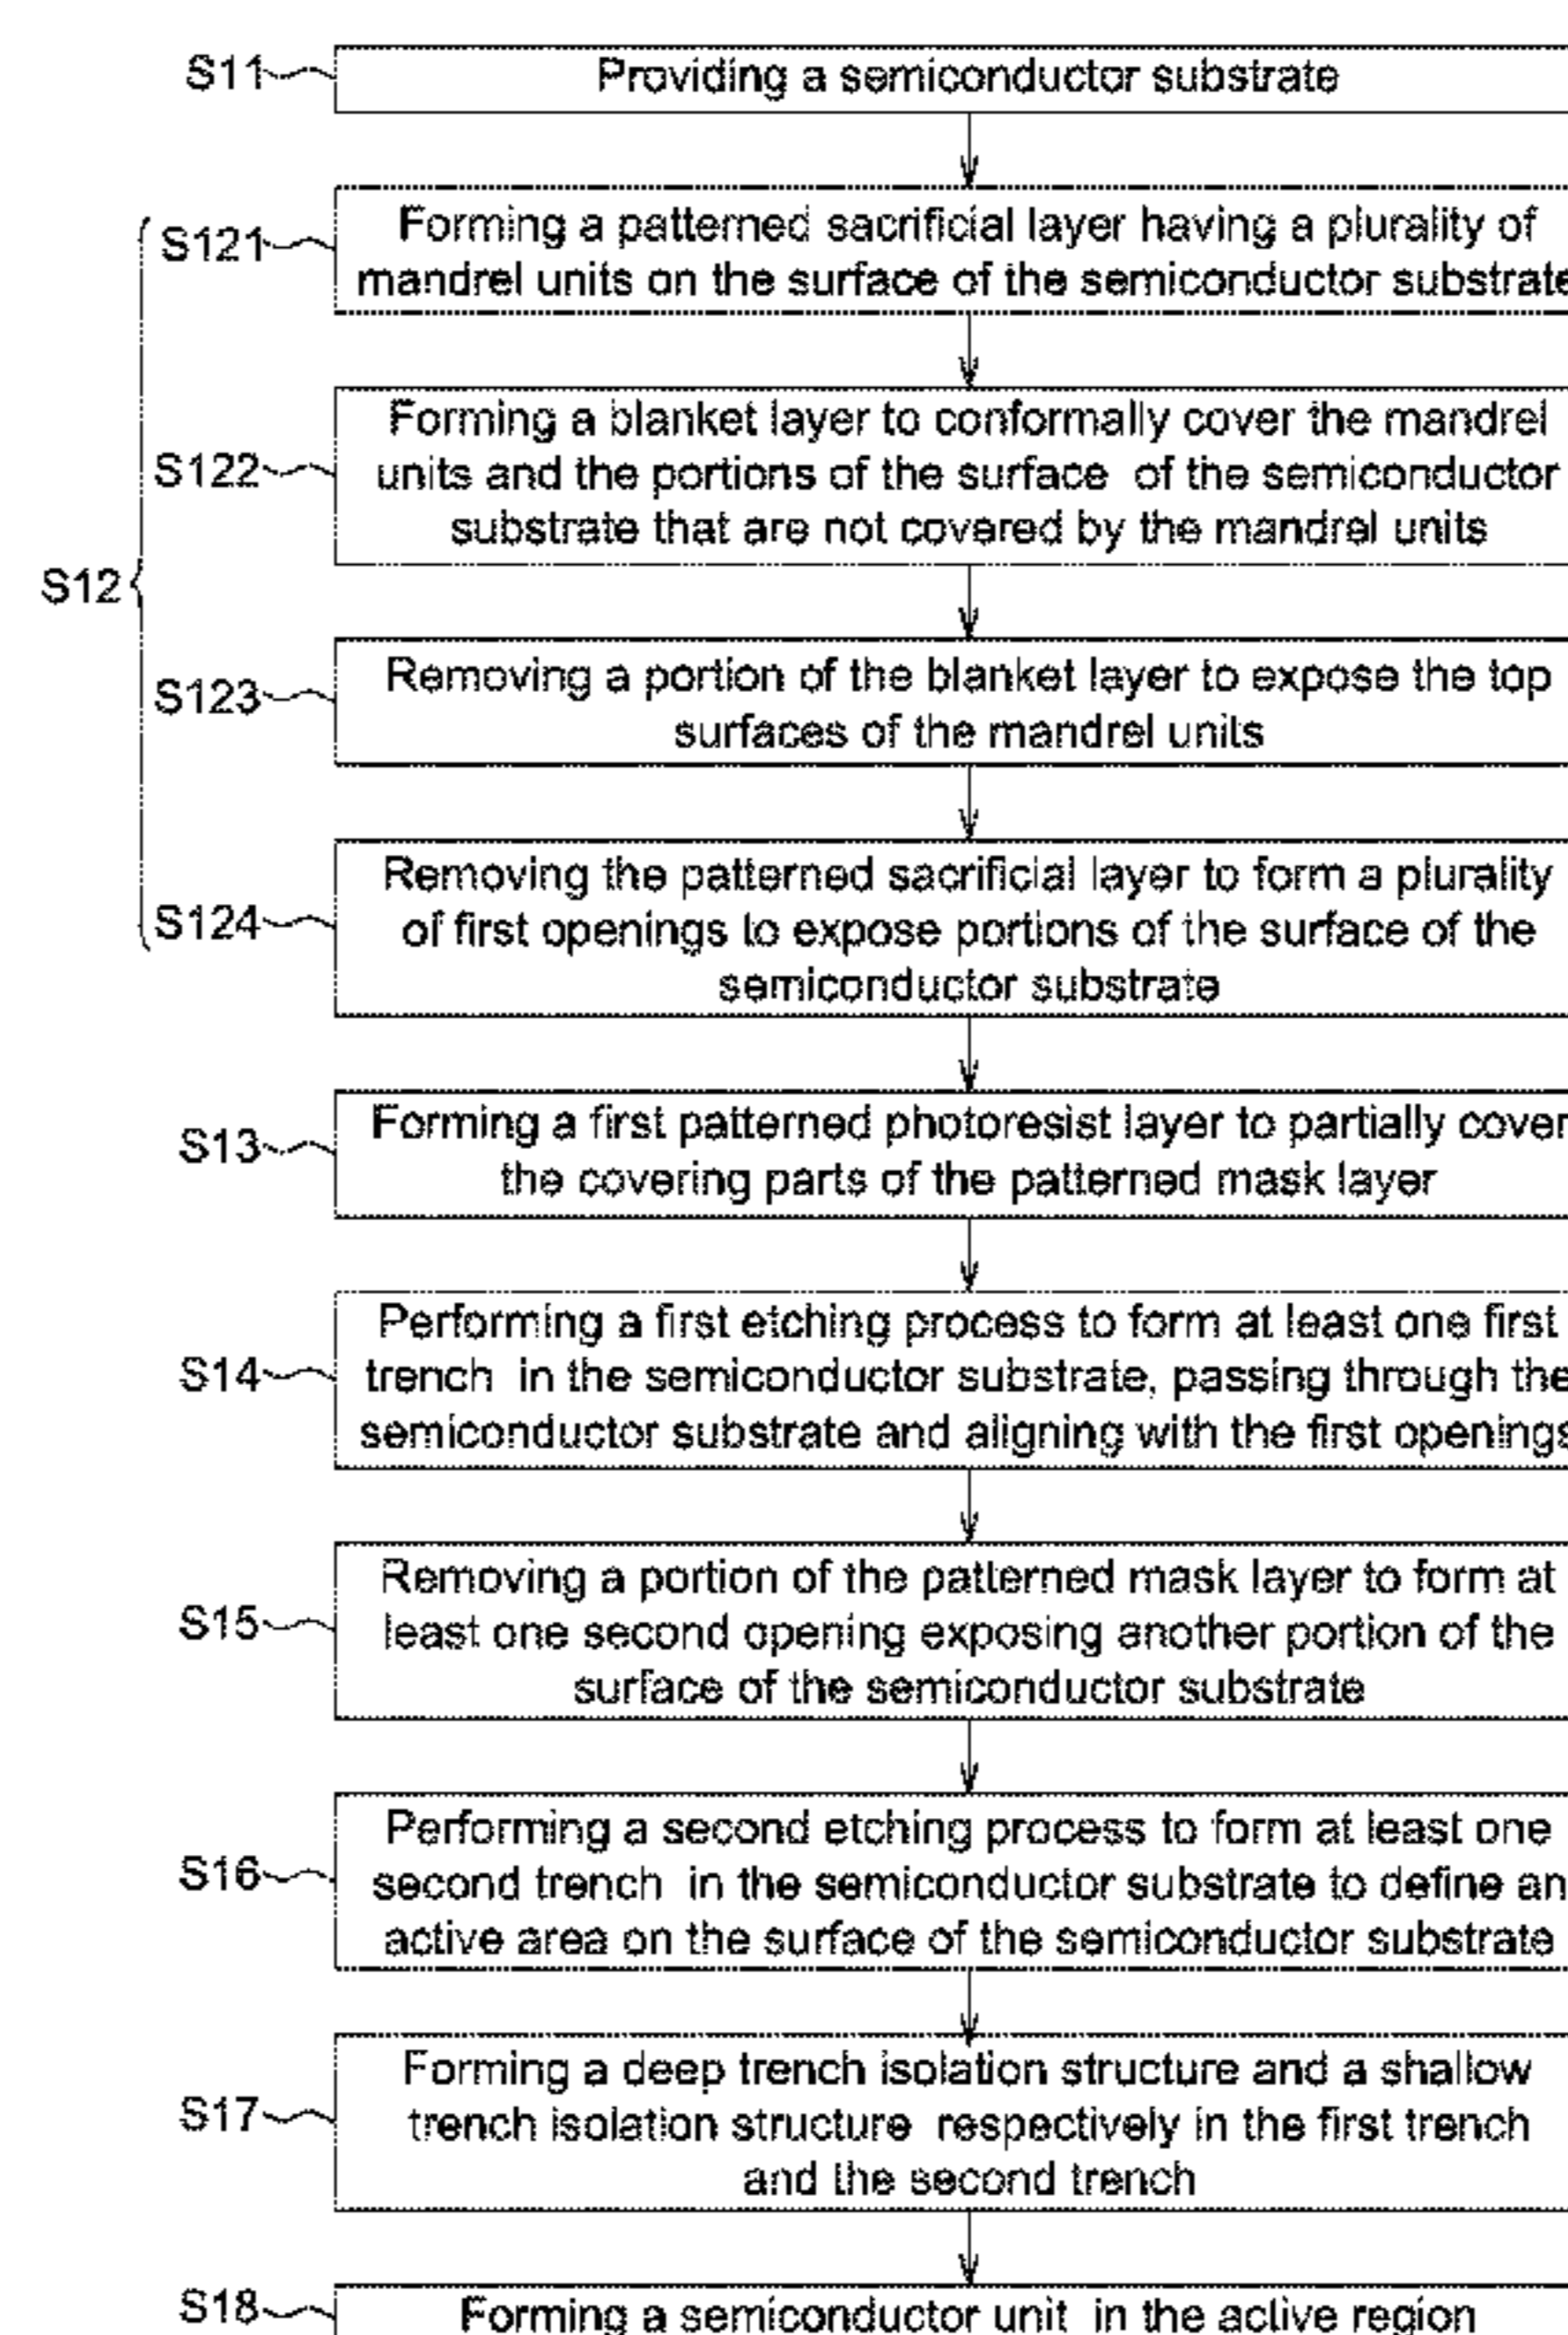 S11
Providing a semiconductor substrate
S12
S121
Forming a patterned sacrificial layer having a plurality of
mandrel units on the surface of the semiconductor substrate
S122
Forming a blanket layer to conformally cover the mandrel
units and the portions of the surface of the semiconductor
substrate that are not covered by the mandrel units
S123
Removing a portion of the blanket layer to expose the top
surfaces of the mandrel units
S124
Removing the patterned sacrificial layer to form a plurality
of first openings to expose portions of the surface of the
semiconductor substrate
S13
Forming a first patterned photoresist layer to partially cover
the covering parts of the patterned mask layer
S14
Performing a first etching process to form at least one first
trench in the semiconductor substrate, passing through the
semiconductor substrate and aligning with the first openings
S15
Removing a portion of the patterned mask layer to form at
least one second opening exposing another portion of the
surface of the semiconductor substrate
S16
Performing a second etching process to form at least one
second trench in the semiconductor substrate to define an
active area on the surface of the semiconductor substrate
S17
Forming a deep trench isolation structure and a shallow
trench isolation structure respectively in the first trench
and the second trench
S18
Forming a semiconductor unit in the active region